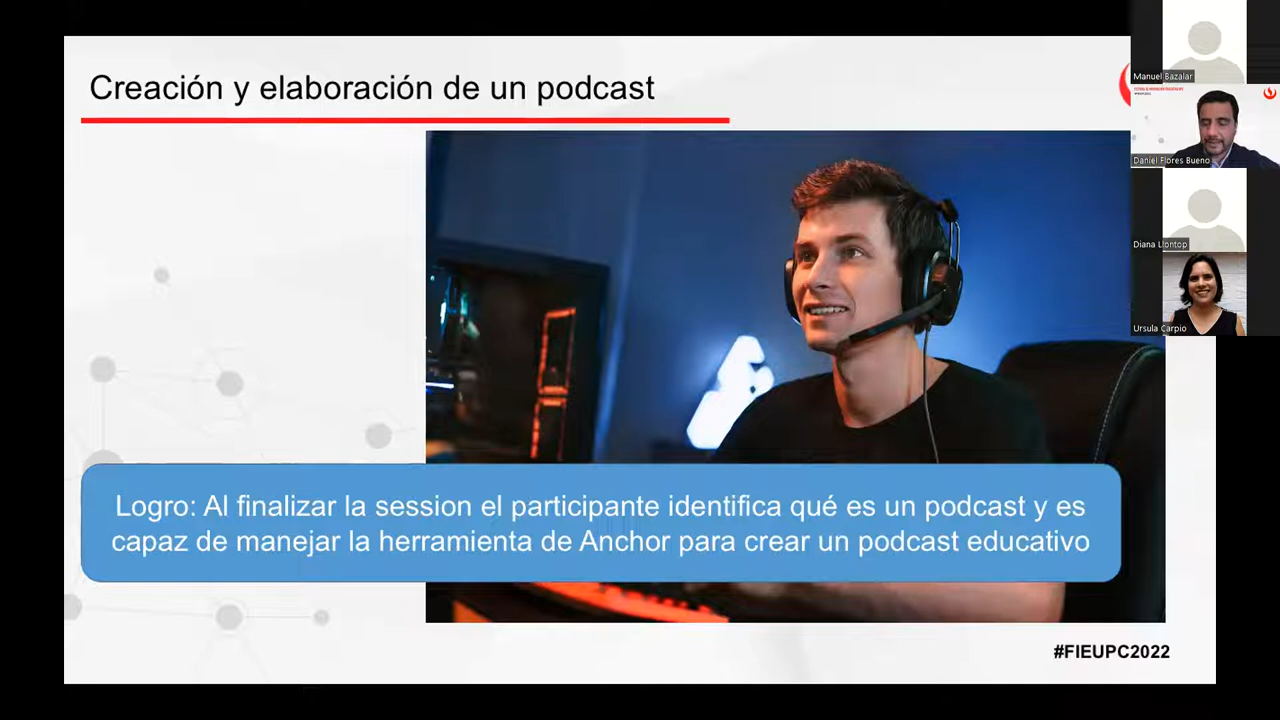 Creación y elaboración de un podcast
Logro: Al finalizar la session el participante identifica qué es un podcast y es
capaz de manejar la herramienta de Anchor para crear un podcast educativo
#FIEUPC2022
Manuel Bazalar
Daniel Flores Bueno
Diana Llontop
Ursula Carpio